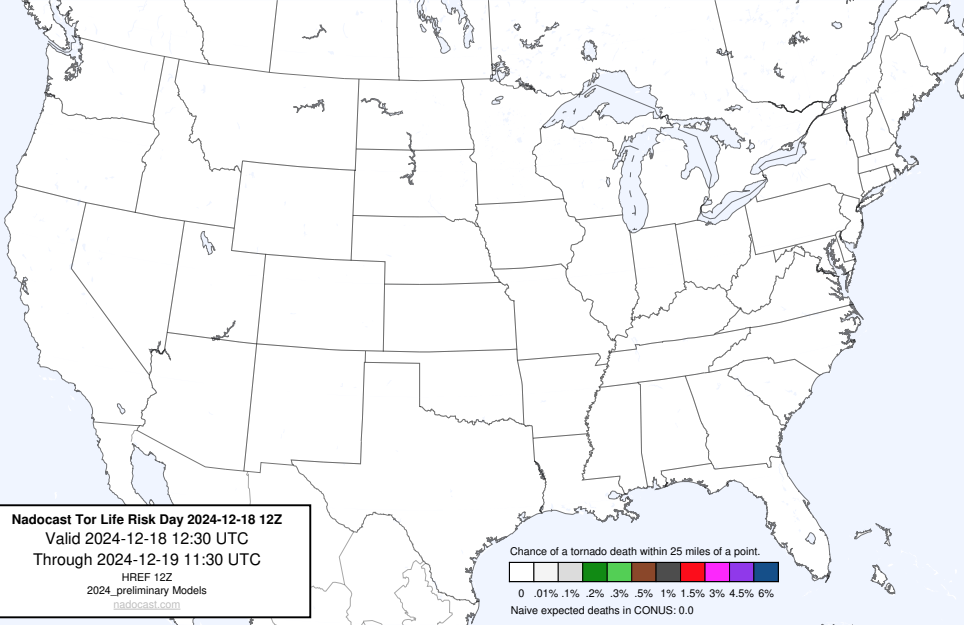 Nadocast Tor Life Risk Day 2024-12-18 12Z
Valid 2024-12-18 12:30 UTC
Through 2024-12-19 11:30 UTC
HREF 12Z
2024_preliminary Models
nadocast.com
Chance of a tornado death within 25 miles of a point.
0 .01% .1% .2% .3% .5% 1% 1.5% 3% 4.5% 6%
Naive expected deaths in CONUS: 0.0